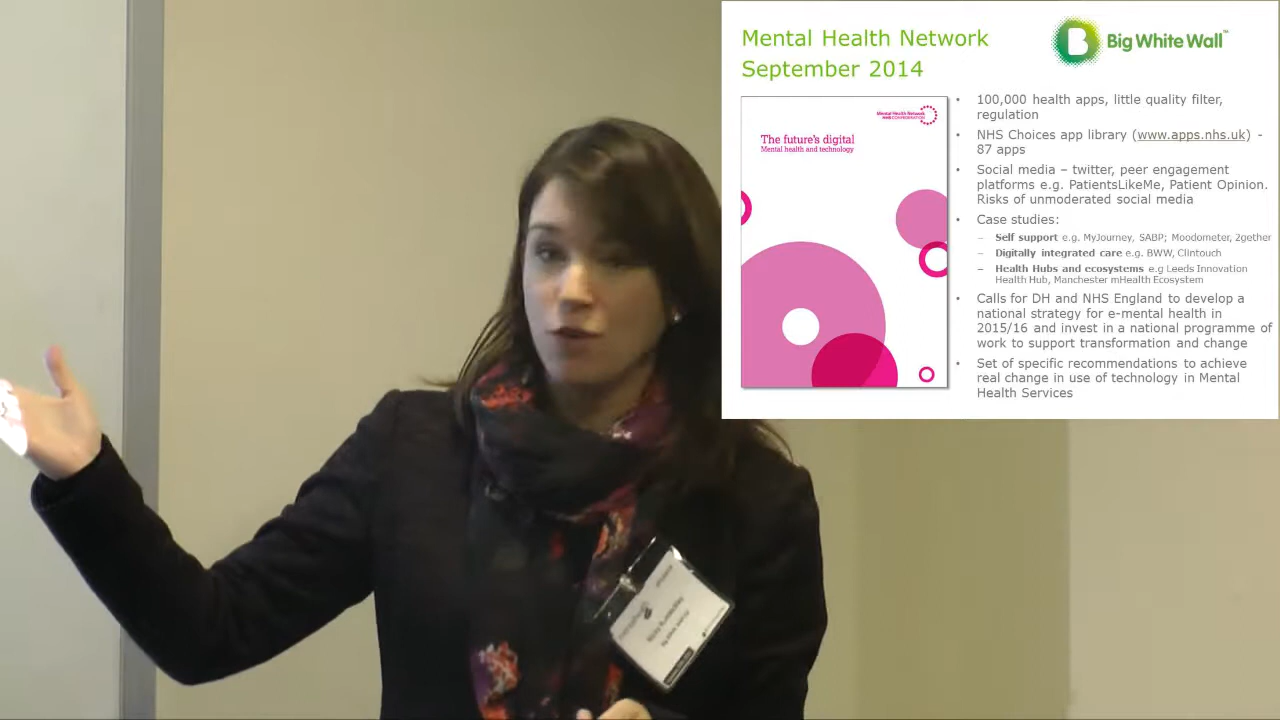 Mental Health Network
September 2014
Big White Wall™
Mental Health Network
NHS CONFEDERATION
The future's digital
Mental health and technology
• 100,000 health apps, little quality filter,
regulation
• NHS Choices app library (www.apps.nhs.uk) -
87 apps
• Social media – twitter, peer engagement
platforms e.g. PatientsLikeMe, Patient Opinion.
Risks of unmoderated social media
• Case studies:
– Self support e.g. MyJourney, SABP; Moodometer, 2gether
– Digitally integrated care e.g. BWW, Clintouch
– Health Hubs and ecosystems e.g Leeds Innovation
Health Hub, Manchester mHealth Ecosystem
• Calls for DH and NHS England to develop a
national strategy for e-mental health in
2015/16 and invest in a national programme of
work to support transformation and change
• Set of specific recommendations to achieve
real change in use of technology in Mental
Health Services